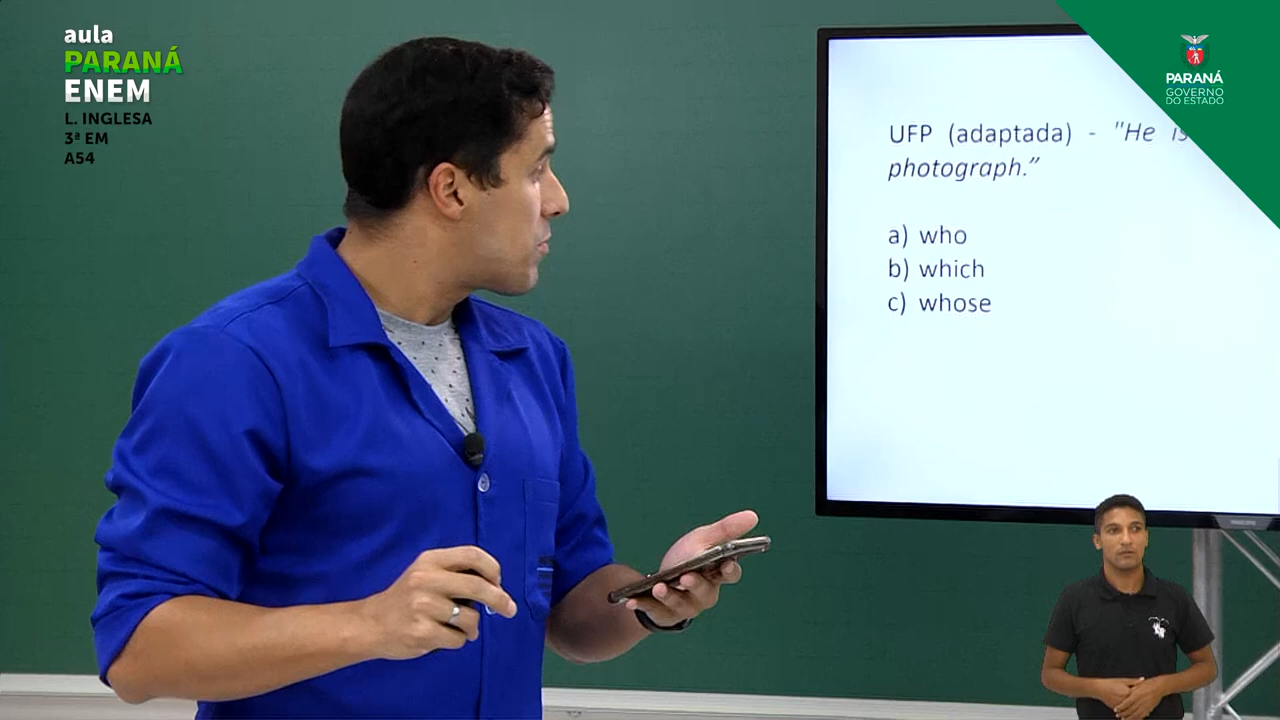 aula
PARANÁ
ENEM
L. INGLESA
3ª EM
A54
PARANÁ
GOVERNO
DO ESTADO
UFP (adaptada) - "He is
photograph.”
a) who
b) which
c) whose